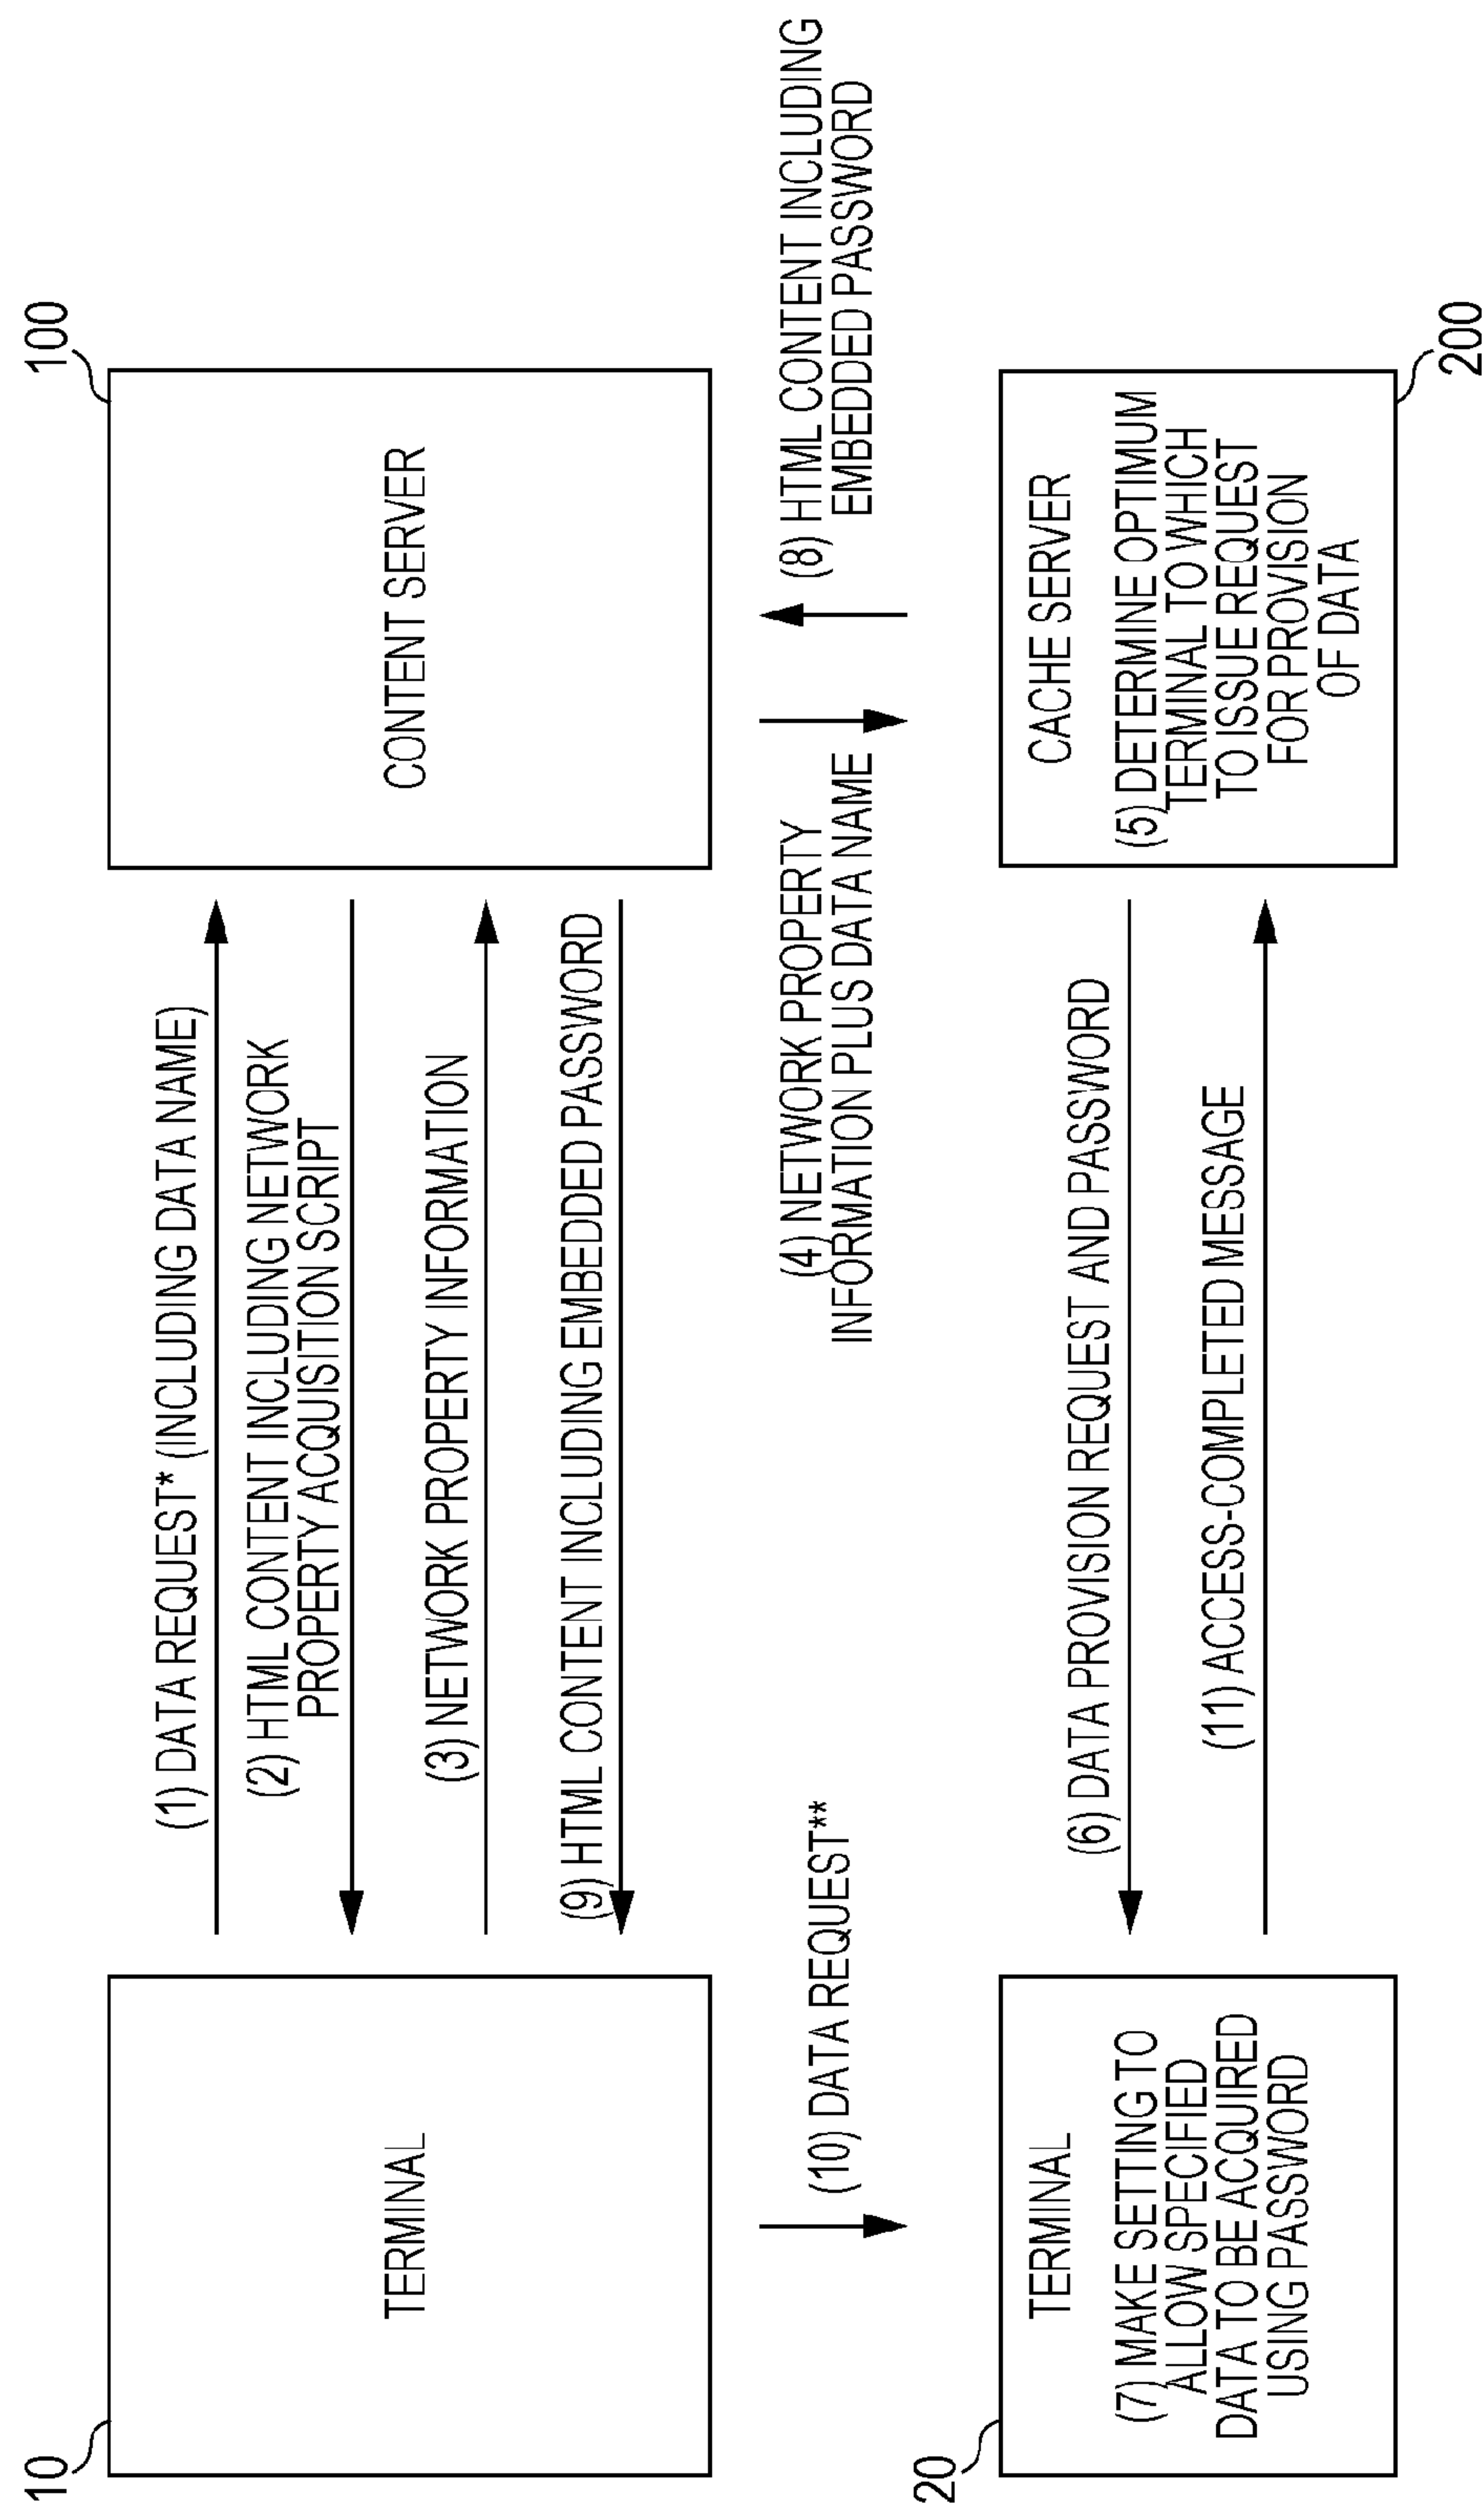 10
TERMINAL
(1) DATA REQUEST* (INCLUDING DATA NAME)
(2) HTML CONTENT INCLUDING NETWORK
PROPERTY ACQUISITION SCRIPT
(3) NETWORK PROPERTY INFORMATION
(9) HTML CONTENT INCLUDING EMBEDDED PASSWORD
100
CONTENT SERVER
(10) DATA REQUEST**
(4) NETWORK PROPERTY
INFORMATION PLUS DATA NAME
(8) HTML CONTENT INCLUDING
EMBEDDED PASSWORD
20
TERMINAL
(7) MAKE SETTING TO
ALLOW SPECIFIED
DATA TO BE ACQUIRED
USING PASSWORD
(6) DATA PROVISION REQUEST AND PASSWORD
(11) ACCESS-COMPLETED MESSAGE
CACHE SERVER
(5) DETERMINE OPTIMUM
TERMINAL TO WHICH
TO ISSUE REQUEST
FOR PROVISION
OF DATA
200